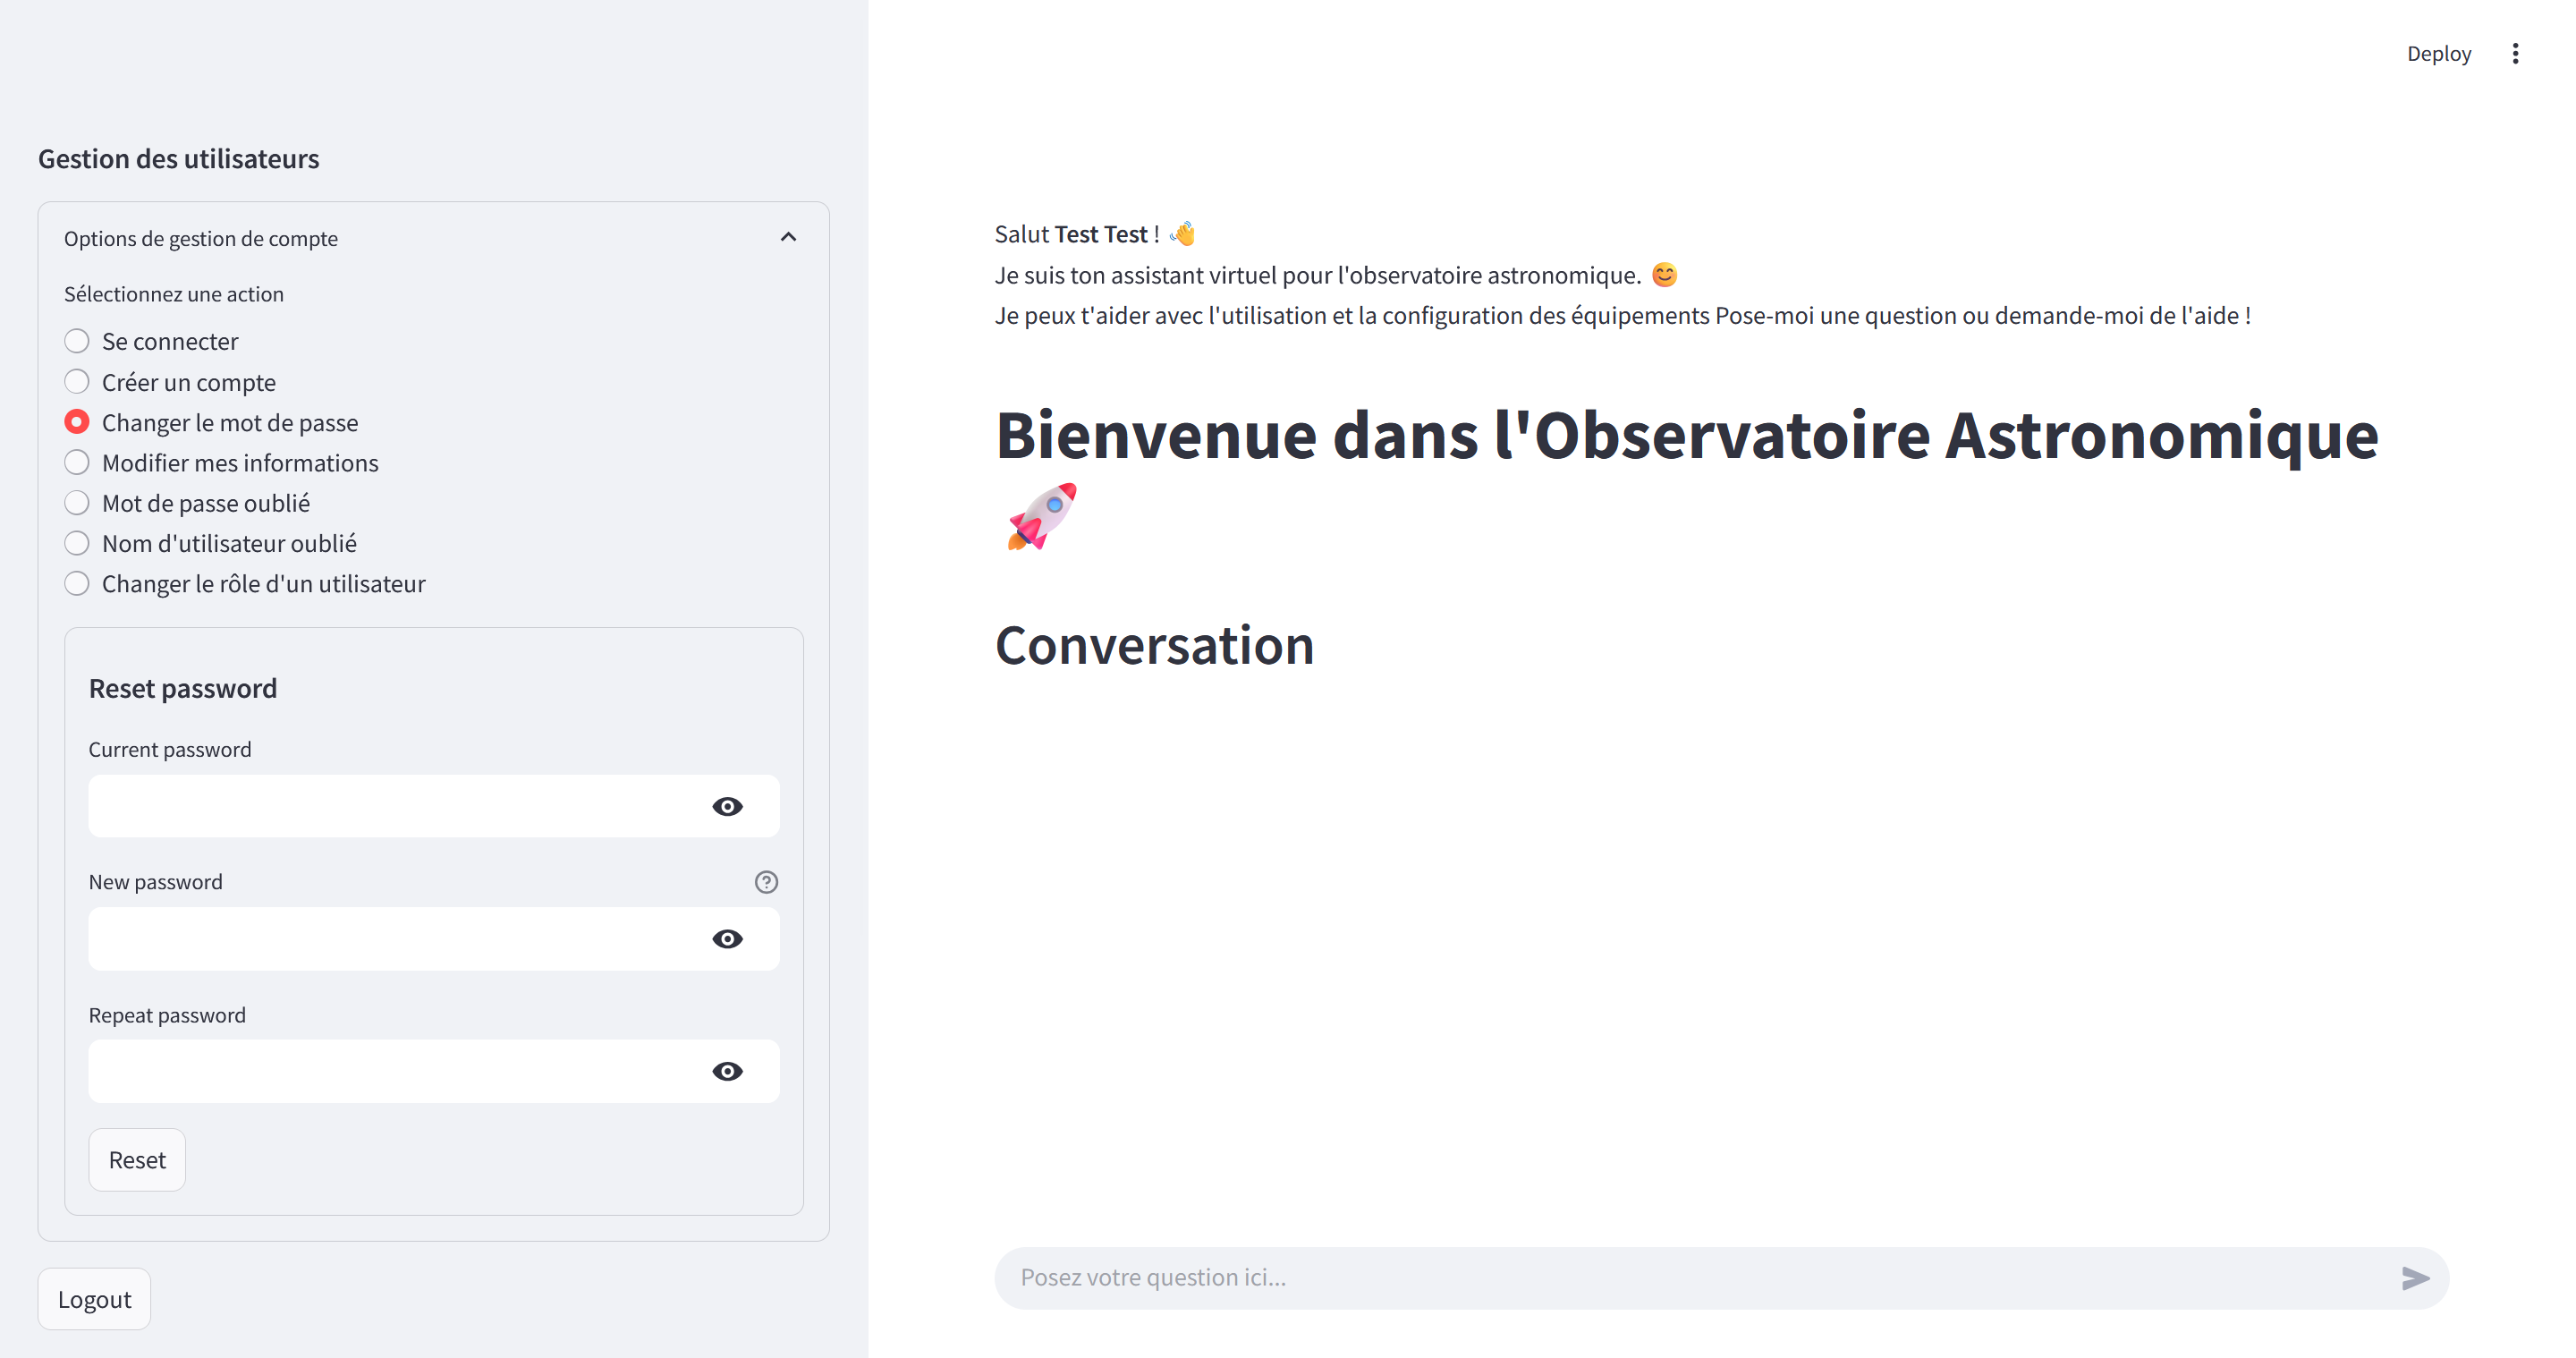 Deploy
Gestion des utilisateurs
Options de gestion de compte
Sélectionnez une action
Se connecter
Créer un compte
Changer le mot de passe
Modifier mes informations
Mot de passe oublié
Nom d'utilisateur oublié
Changer le rôle d'un utilisateur
Reset password
Current password
New password
Repeat password
Reset
Logout
Salut Test Test ! 👋
Je suis ton assistant virtuel pour l'observatoire astronomique. 😊
Je peux t'aider avec l'utilisation et la configuration des équipements Pose-moi une question ou demande-moi de l'aide !
Bienvenue dans l'Observatoire Astronomique
🚀
Conversation
Posez votre question ici...